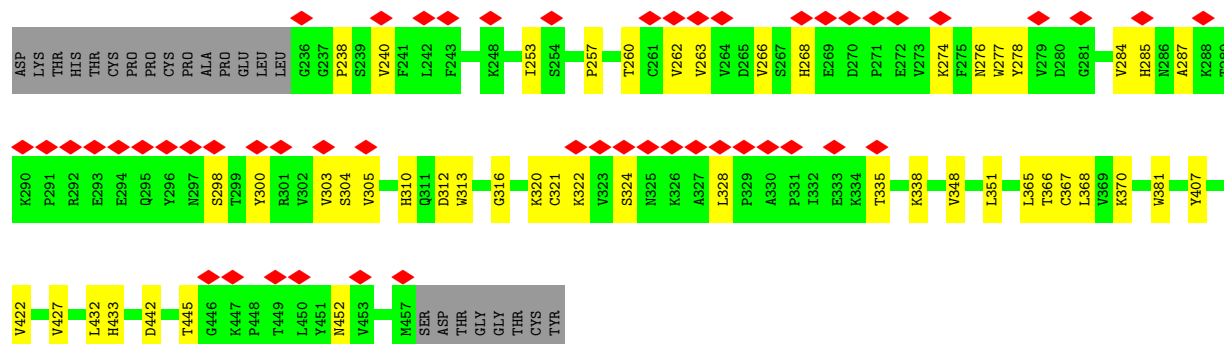 ASP LYS THR HIS THR CYS PRO PRO CYS PRO ALA PRO GLU LEU LEU G236 G237 P238 S239 V240 F241 L242 F243 K248 I253 S254 P257 T260 C261 V262 V263 V264 D265 V266 S267 H268 E269 D270 P271 E272 V273 K274 F275 N276 W277 Y278 V279 D280 G281 V284 H285 N286 A287 K288 T289
K290 P291 R292 E293 E294 Q295 Y296 N297 S298 T299 Y300 R301 V302 V303 S304 V305 H310 Q311 D312 W313 G316 K320 C321 K322 V323 S324 N325 K326 A327 L328 P329 A330 P331 I332 E333 K334 T335 K338 V348 L351 L365 T366 C367 L368 V369 K370 W381 Y407
V422 V427 L432 H433 D442 T445 G446 K447 P448 T449 L450 Y451 N452 V453 M457 SER ASP THR GLY GLY THR CYS TYR